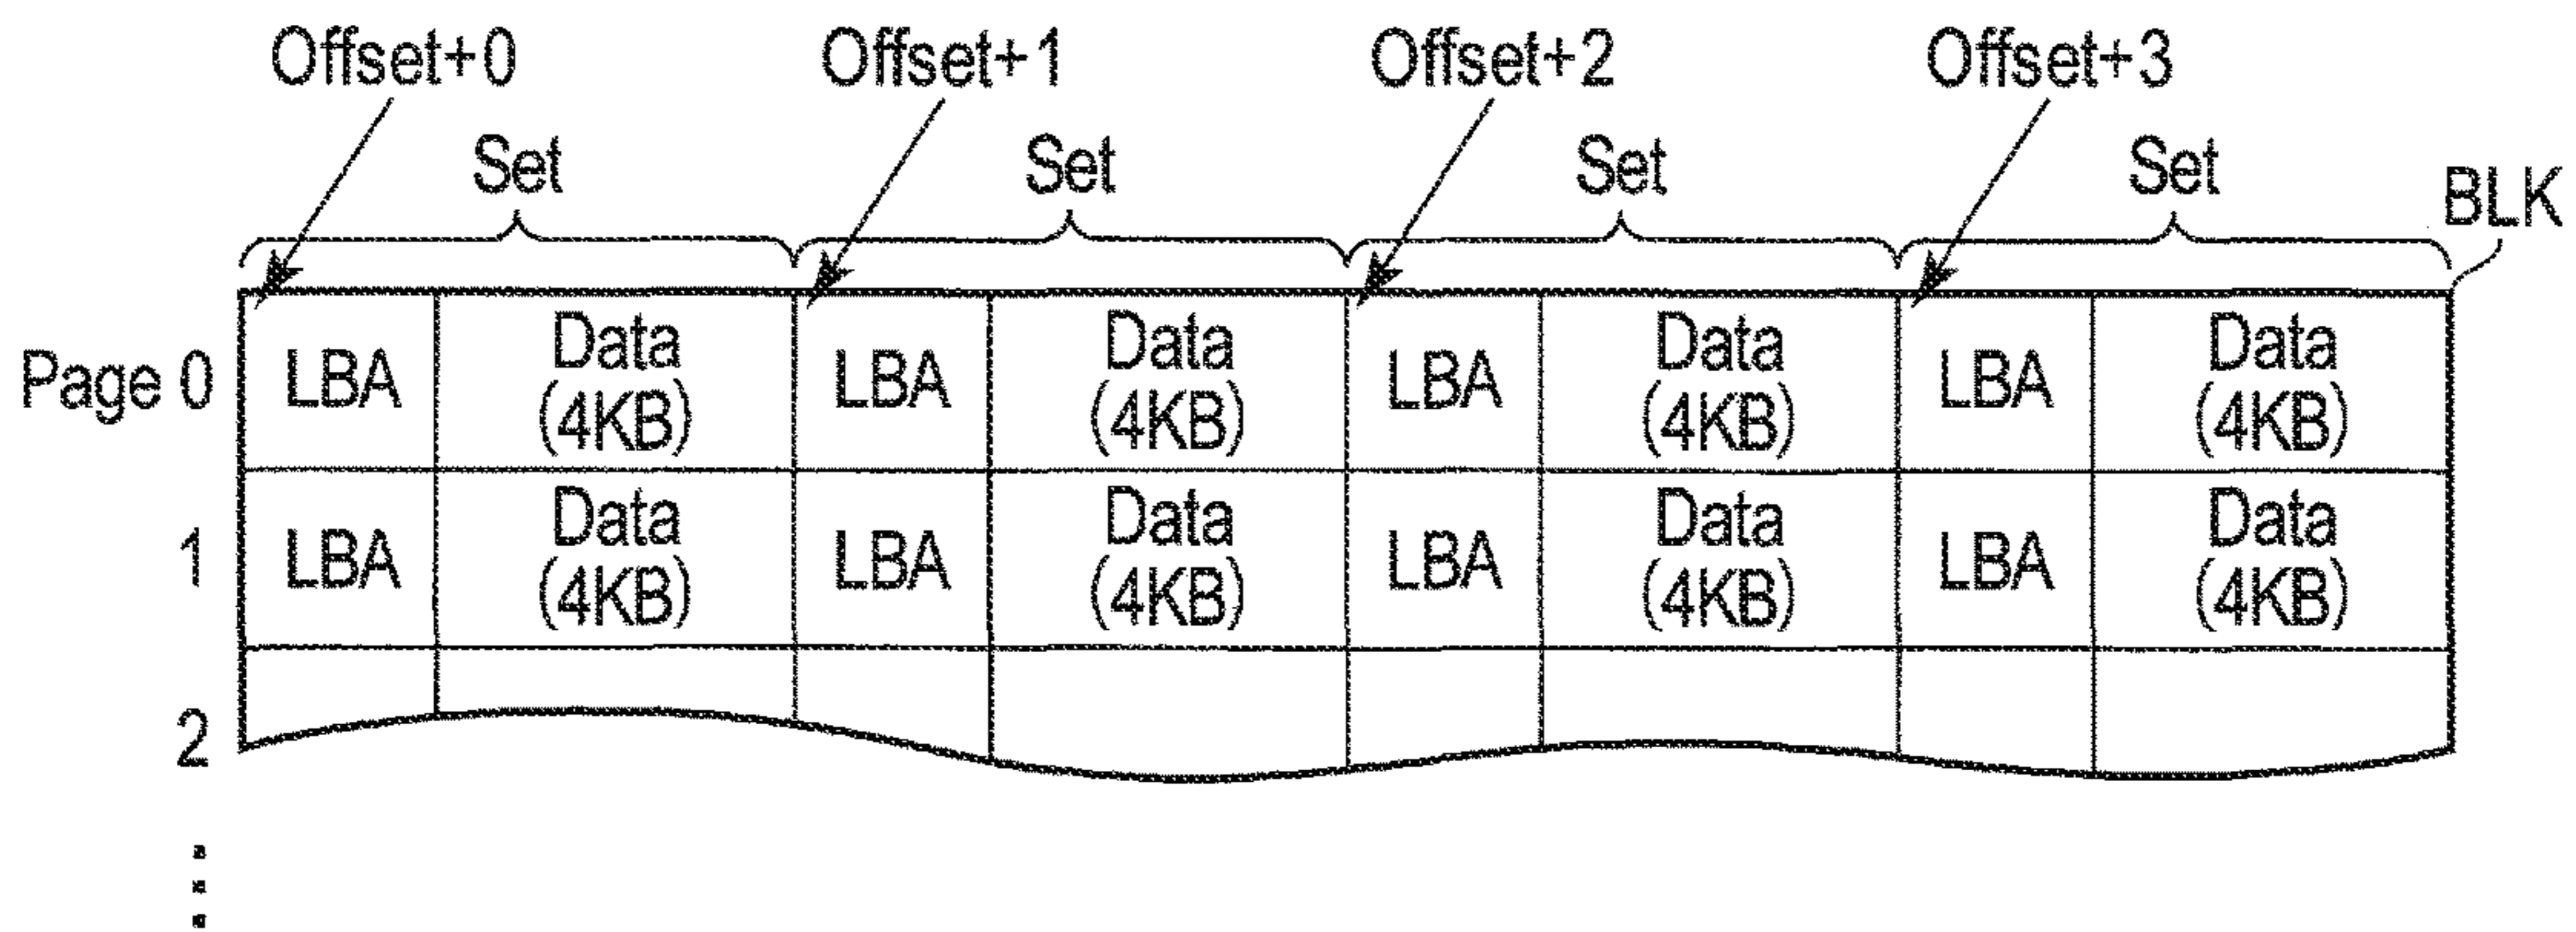 Offset+0 Offset+1 Offset+2 Offset+3
Set Set Set Set
BLK
Page 0 LBA Data (4KB) LBA Data (4KB) LBA Data (4KB) LBA Data (4KB)
1 LBA Data (4KB) LBA Data (4KB) LBA Data (4KB) LBA Data (4KB)
2